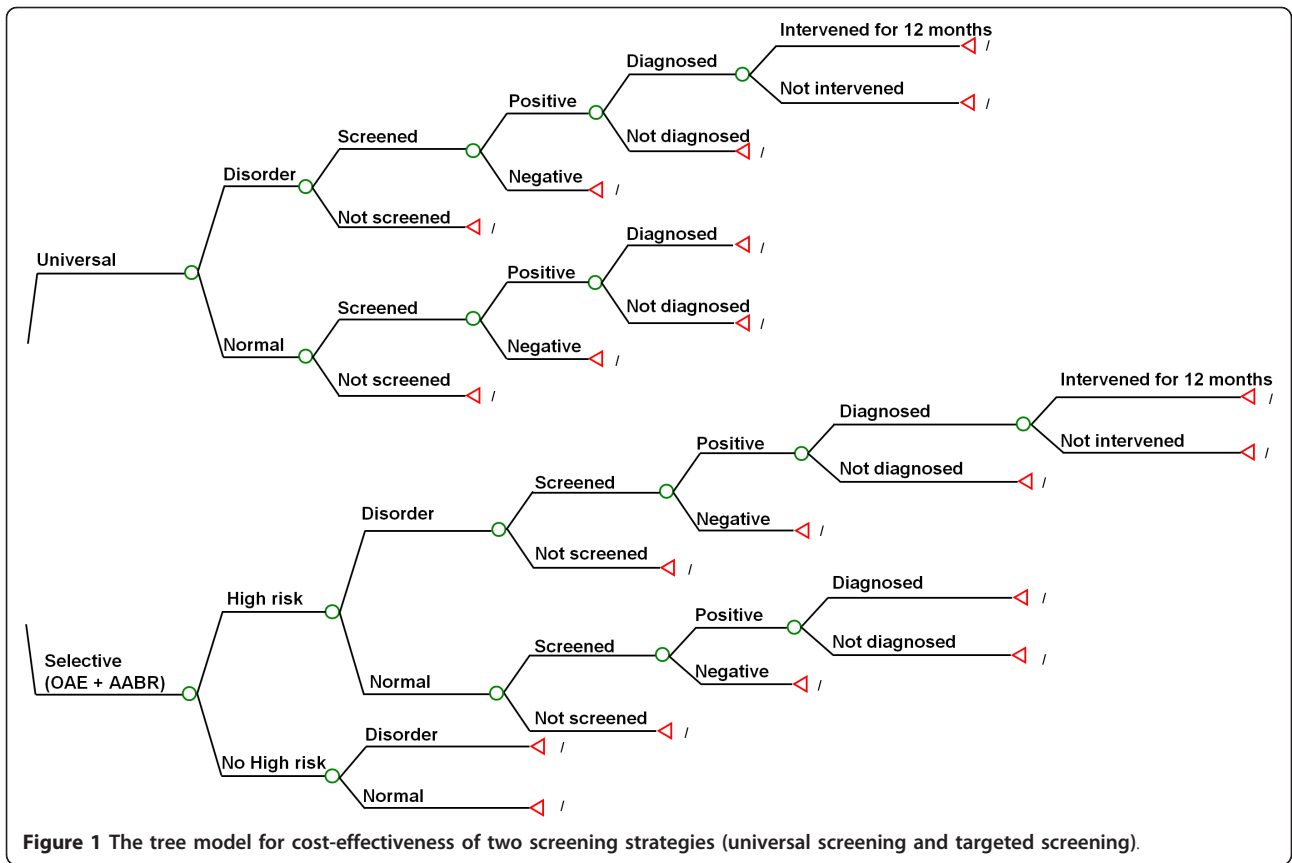 Intervened for 12 months
/
Diagnosed
Not intervened
/
Positive
Not diagnosed
/
Screened
Negative
/
Disorder
Not screened
/
Universal
Diagnosed
/
Positive
Not diagnosed
/
Screened
Negative
/
Normal
Not screened
/
Intervened for 12 months
/
Diagnosed
Not intervened
/
Positive
Not diagnosed
/
Screened
Negative
/
Disorder
Not screened
/
High risk
Diagnosed
/
Positive
Not diagnosed
/
Screened
Negative
/
Normal
Not screened
/
Selective
(OAE + AABR)
Disorder
/
No High risk
Normal
/
Figure 1 The tree model for cost-effectiveness of two screening strategies (universal screening and targeted screening).